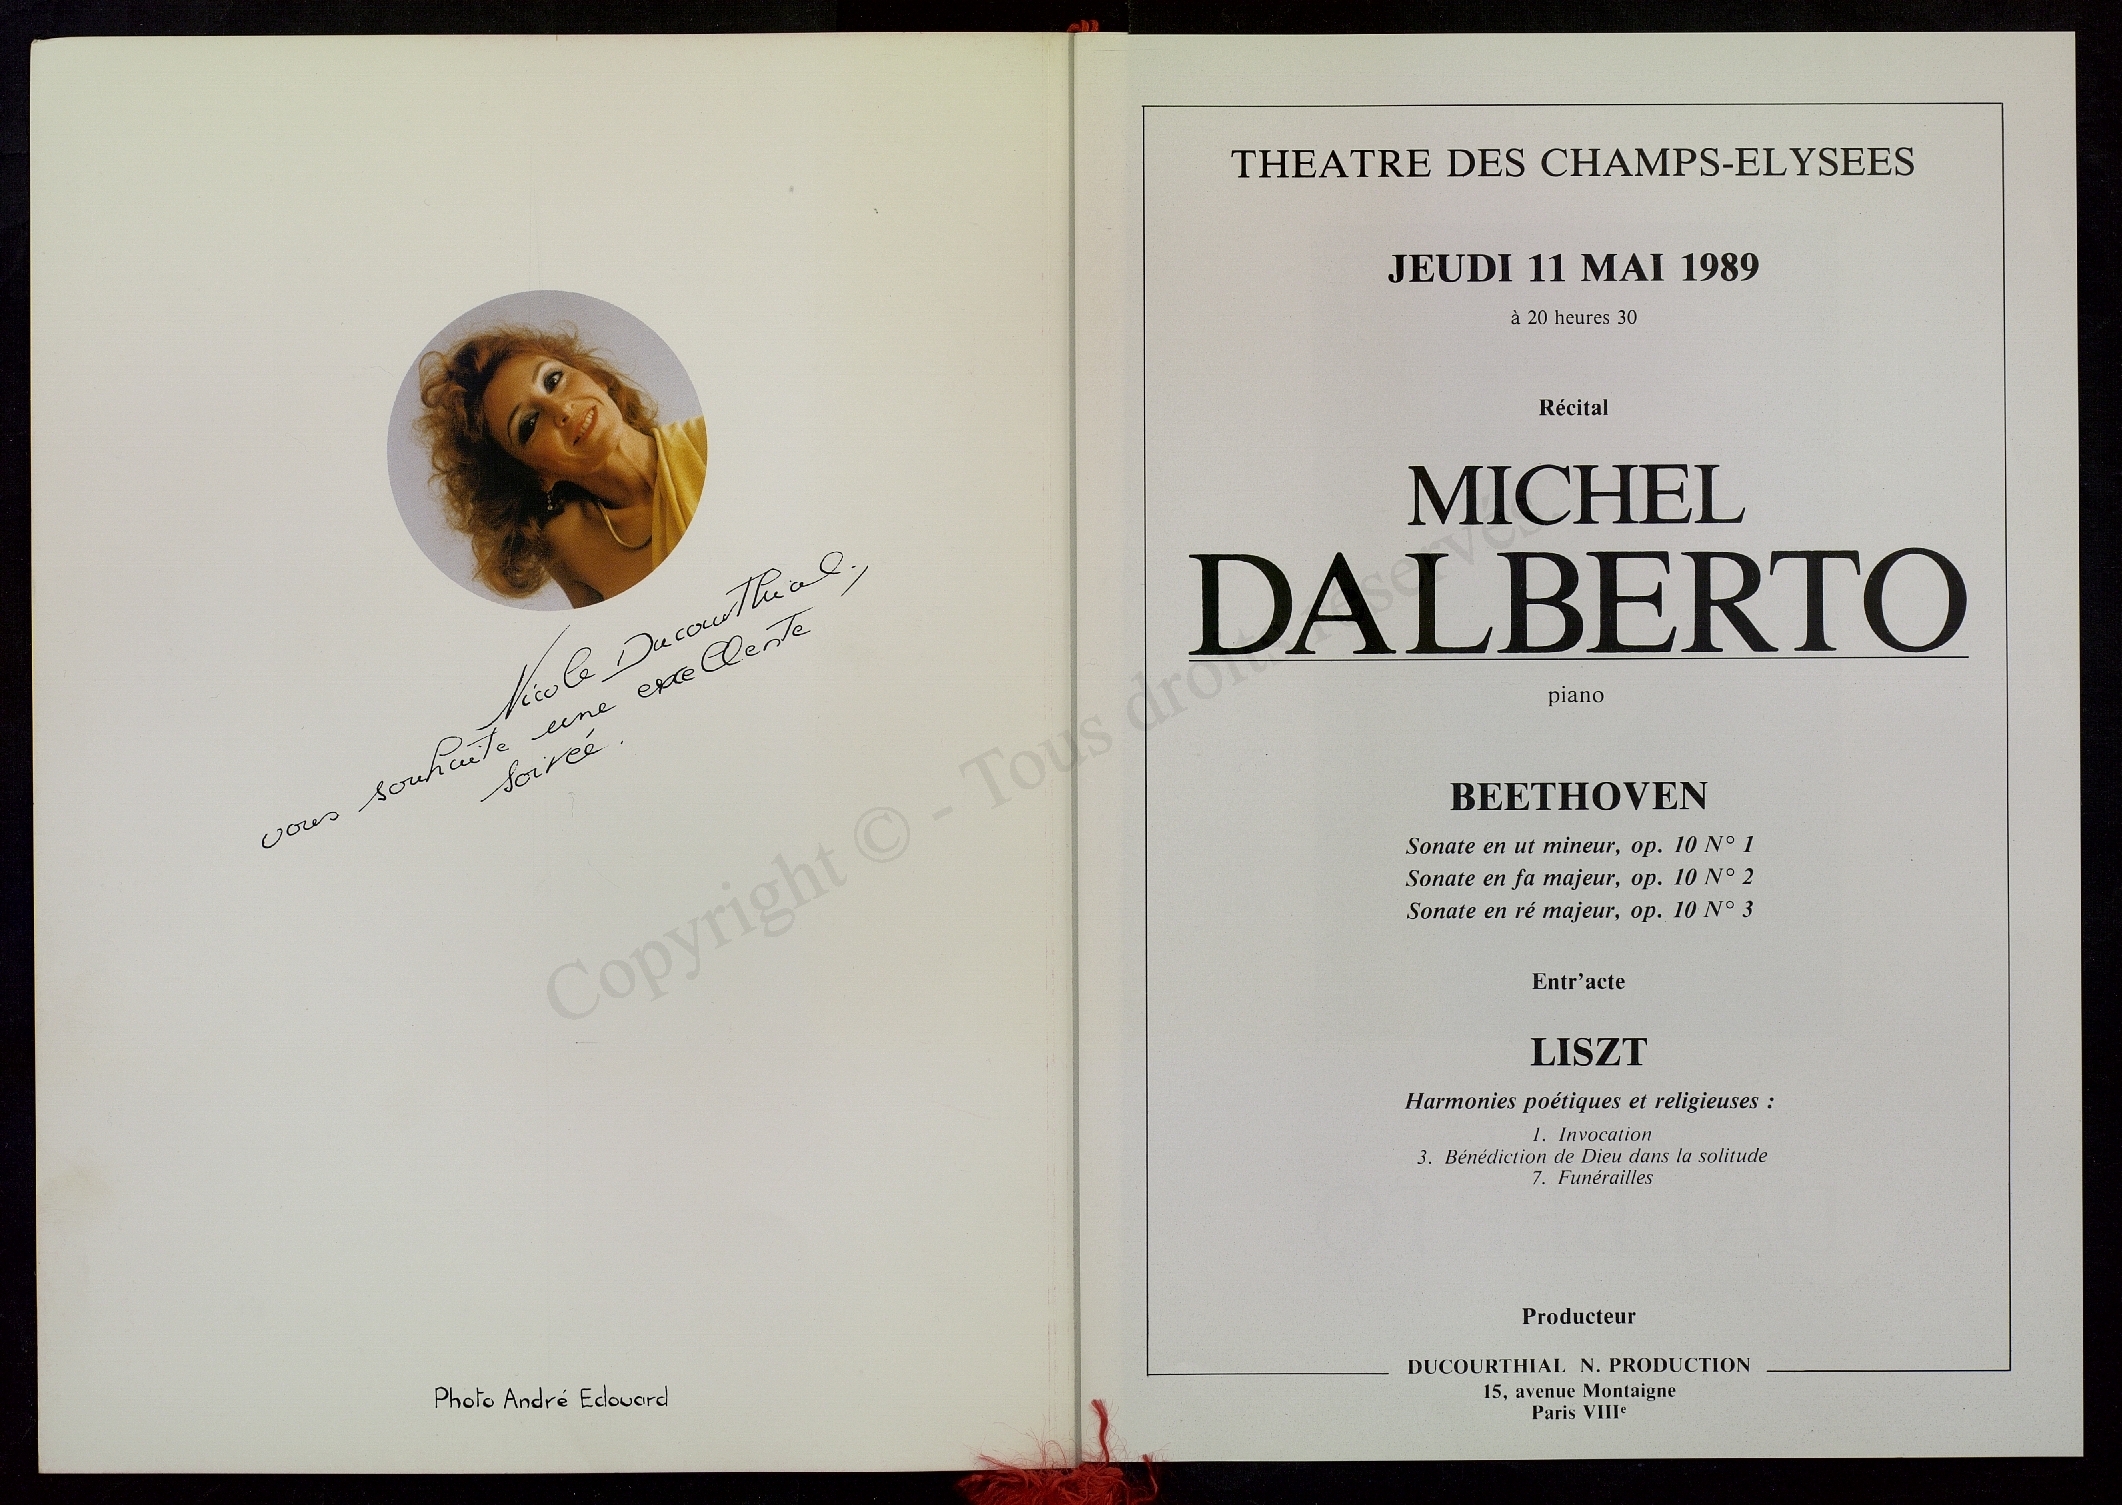 Nicole Ducourthial,
vous souhaite une excellente
soirée.
Photo André Edouard
THEATRE DES CHAMPS-ELYSEES
JEUDI 11 MAI 1989
à 20 heures 30
Récital
MICHEL
DALBERTO
piano
BEETHOVEN
Sonate en ut mineur, op. 10 N° 1
Sonate en fa majeur, op. 10 N° 2
Sonate en ré majeur, op. 10 N° 3
Entr'acte
LISZT
Harmonies poétiques et religieuses :
1. Invocation
3. Bénédiction de Dieu dans la solitude
7. Funérailles
Producteur
DUCOURTHIAL N. PRODUCTION
15, avenue Montaigne
Paris VIIIe
Copyright © - Tous droits réservés